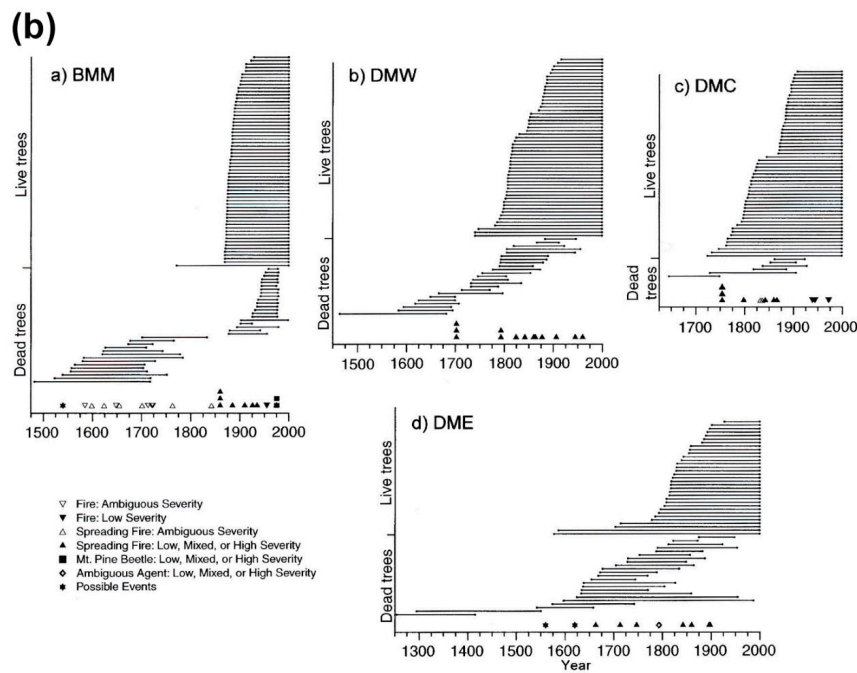 (b)
a) BMM
Live trees
Dead trees
1500 1600 1700 1800 1900 2000
b) DMW
Live trees
Dead trees
1500 1600 1700 1800 1900 2000
c) DMC
Live trees
Dead
trees
1700 1800 1900 2000
d) DME
Live trees
Dead trees
1300 1400 1500 1600 1700 1800 1900 2000
Year
Fire: Ambiguous Severity
Fire: Low Severity
Spreading Fire: Ambiguous Severity
Spreading Fire: Low, Mixed, or High Severity
Mt. Pine Beetle: Low, Mixed, or High Severity
Ambiguous Agent: Low, Mixed, or High Severity
Possible Events